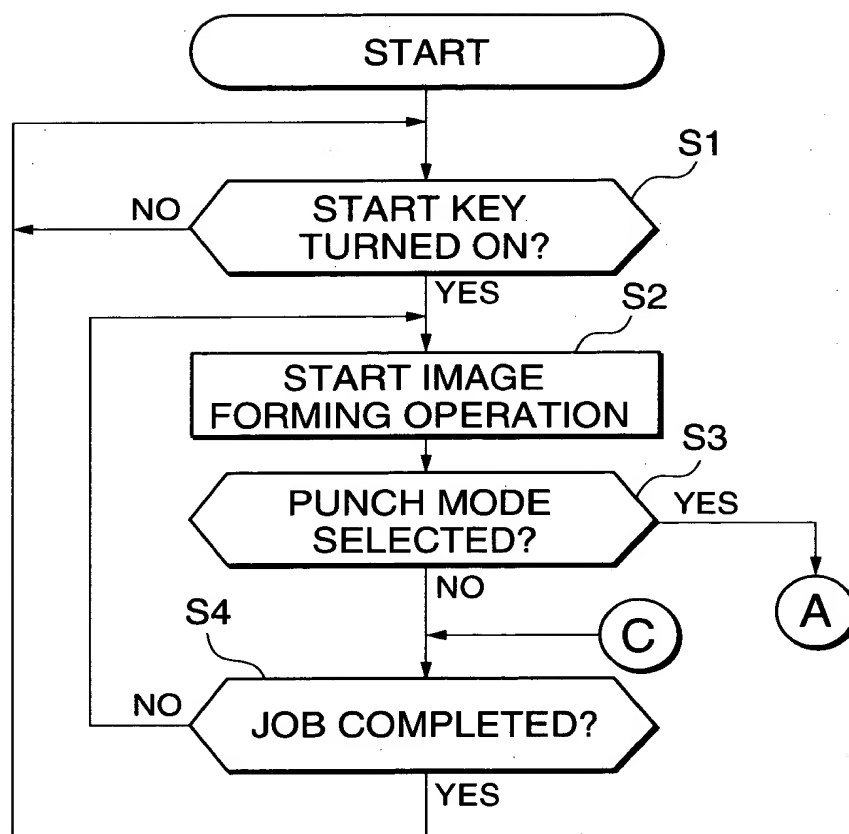 START
S1
NO
START KEY
TURNED ON?
YES
S2
START IMAGE
FORMING OPERATION
S3
PUNCH MODE
SELECTED?
YES
NO
A
S4
C
NO
JOB COMPLETED?
YES